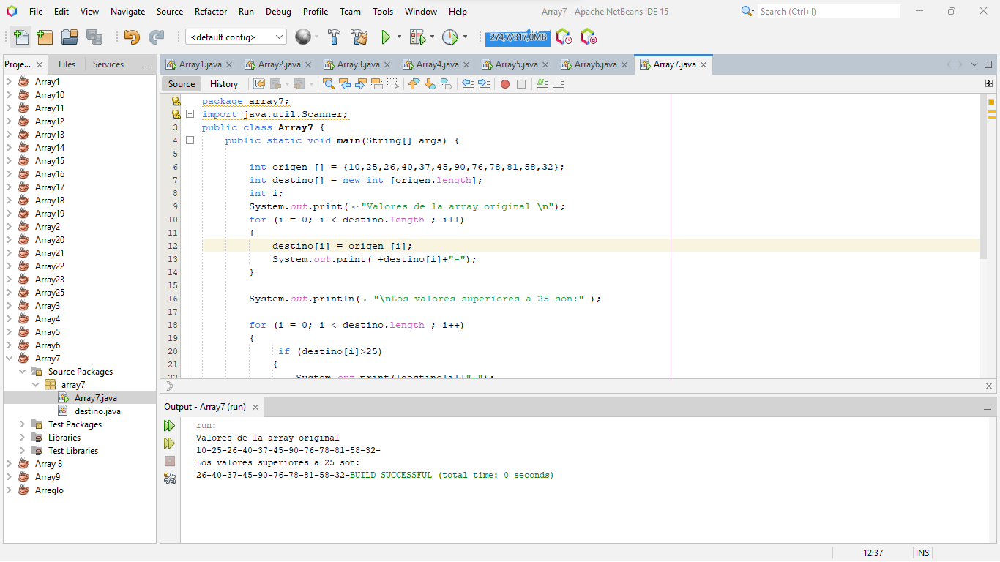 File Edit View Navigate Source Refactor Run Debug Profile Team Tools Window Help
Array7 - Apache NetBeans IDE 15
Search (Ctrl+I)
<default config>
274,7/317,0MB
Proje...
Files
Services
Array1.java
Array2.java
Array3.java
Array4.java
Array5.java
Array6.java
Array7.java
Array1
Array10
Array11
Array12
Array13
Array14
Array15
Array16
Array17
Array18
Array19
Array2
Array20
Array21
Array22
Array23
Array25
Array3
Array4
Array5
Array6
Array7
Source Packages
array7
Array7.java
destino.java
Test Packages
Libraries
Test Libraries
Array 8
Array9
Arreglo
Source History
package array7;
import java.util.Scanner;
3 public class Array7 {
4 public static void main(String[] args) {
5
6 int origen [] = {10,25,26,40,37,45,90,76,78,81,58,32};
7 int destino[] = new int [origen.length];
8 int i;
9 System.out.print(s:"Valores de la array original \n");
10 for (i = 0; i < destino.length ; i++)
11 {
12 destino[i] = origen [i];
13 System.out.print( +destino[i]+"-");
14 }
15
16 System.out.println(x:"\nLos valores superiores a 25 son:" );
17
18 for (i = 0; i < destino.length ; i++)
19 {
20 if (destino[i]>25)
21 {
22 System.out.print(+destino[i]+"-");
Output - Array7 (run)
run:
Valores de la array original
10-25-26-40-37-45-90-76-78-81-58-32-
Los valores superiores a 25 son:
26-40-37-45-90-76-78-81-58-32-BUILD SUCCESSFUL (total time: 0 seconds)
12:37 INS